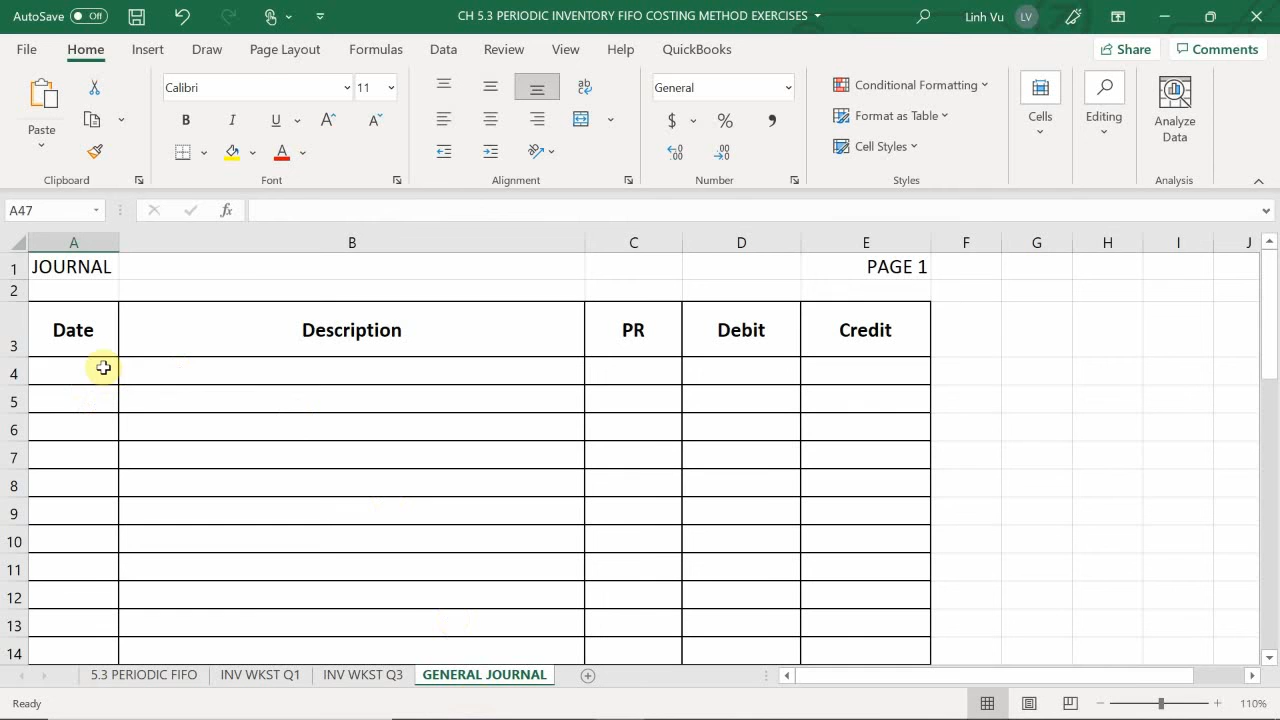 AutoSave Off CH 5.3 PERIODIC INVENTORY FIFO COSTING METHOD EXERCISES Linh Vu LV
File Home Insert Draw Page Layout Formulas Data Review View Help QuickBooks Share Comments
Paste
Calibri 11
B I U A A
ab
General
$ % ,
.00
.00
Conditional Formatting
Format as Table
Cell Styles
Cells
Editing
Analyze
Data
Clipboard Font Alignment Number Styles Analysis
A47 fx
A B C D E F G H I J
1 JOURNAL PAGE 1
2
3 Date Description PR Debit Credit
4
5
6
7
8
9
10
11
12
13
14
5.3 PERIODIC FIFO INV WKST Q1 INV WKST Q3 GENERAL JOURNAL
Ready 110%